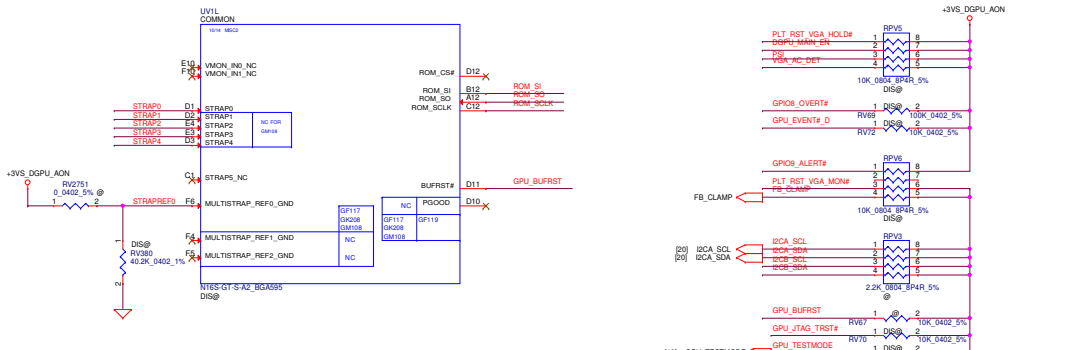 UV1L
COMMON
10/14 MISC2
E10
VMON_IN0_NC
VMON_IN1_NC
STRAP0 D1 STRAP0
STRAP1 D2 STRAP1
STRAP2 E4 STRAP2
STRAP3 E3 STRAP3
STRAP4 D3 STRAP4
NC FOR
GM108
C1 STRAP5_NC
+3VS_DGPU_AON
RV2751
0_0402_5% @
1 2
STRAPREF0 F6 MULTISTRAP_REF0_GND
F4 MULTISTRAP_REF1_GND
F5 MULTISTRAP_REF2_GND
GF117
GK208
GM108
NC
NC
DIS@
RV380
40.2K_0402_1%
1
2
N16S-GT-S-A2_BGA595
DIS@
ROM_CS# D12
ROM_SI B12 ROM_SI
ROM_SO A12 ROM_SO
ROM_SCLK C12 ROM_SCLK
BUFRST# D11 GPU_BUFRST
PGOOD D10
NC
GF117
GK208
GM108
GF119
+3VS_DGPU_AON
RPV5
PLT_RST_VGA_HOLD# 1 8
DGPU_MAIN_EN 2 7
PSI 3 6
VGA_AC_DET 4 5
10K_0804_8P4R_5%
DIS@
GPIO8_OVERT# 1 DIS@ 2
RV69 100K_0402_5%
GPU_EVENT#_D 1 DIS@ 2
RV72 10K_0402_5%
RPV6
GPIO9_ALERT# 1 8
2 7
PLT_RST_VGA_MON# 3 6
FB_CLAMP FB_CLAMP 4 5
10K_0804_8P4R_5%
DIS@
RPV3
[20] I2CA_SCL I2CA_SCL 1 8
[20] I2CA_SDA I2CA_SDA 2 7
I2CB_SCL 3 6
I2CB_SDA 4 5
2.2K_0804_8P4R_5%
@
GPU_BUFRST 1 @ 2
RV67 10K_0402_5%
GPU_JTAG_TRST# 1 DIS@ 2
RV70 10K_0402_5%
GPU_TESTMODE 1 DIS@ 2